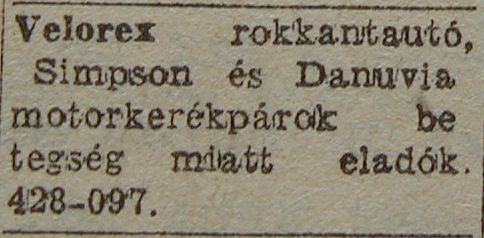 Velorex rokkantautó,
Simpson és Danuvia
motorkerékpárok be
tegség miatt eladók.
428-097.